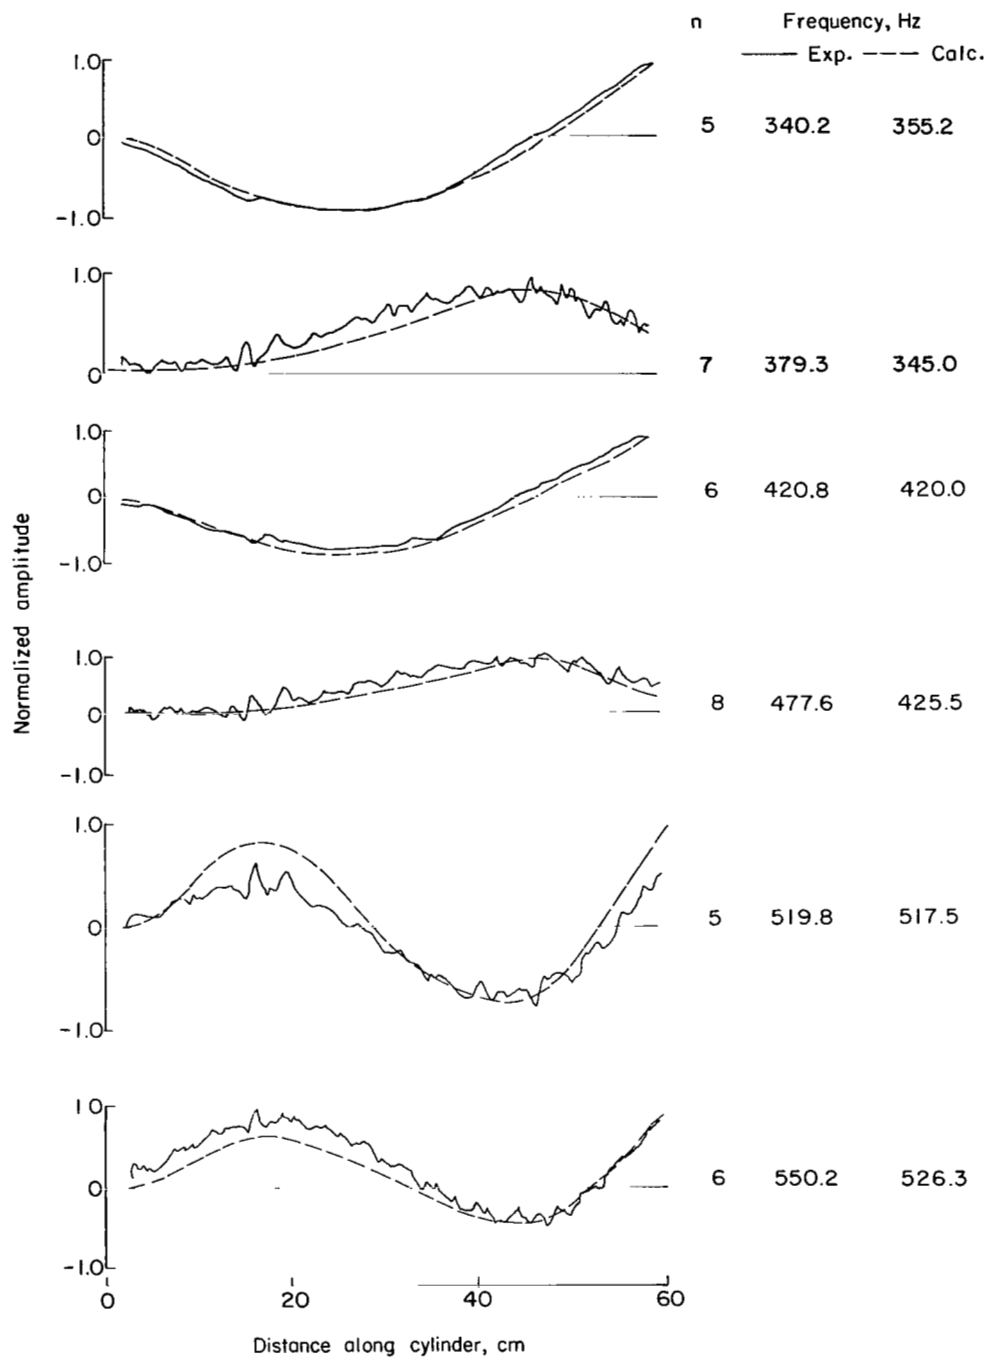 n Frequency, Hz
Exp. Calc.
1.0
0
-1.0
5 340.2 355.2
1.0
0
7 379.3 345.0
1.0
0
-1.0
6 420.8 420.0
1.0
0
-1.0
8 477.6 425.5
1.0
0
-1.0
5 519.8 517.5
1.0
0
-1.0
6 550.2 526.3
Normalized amplitude
0 20 40 60
Distance along cylinder, cm